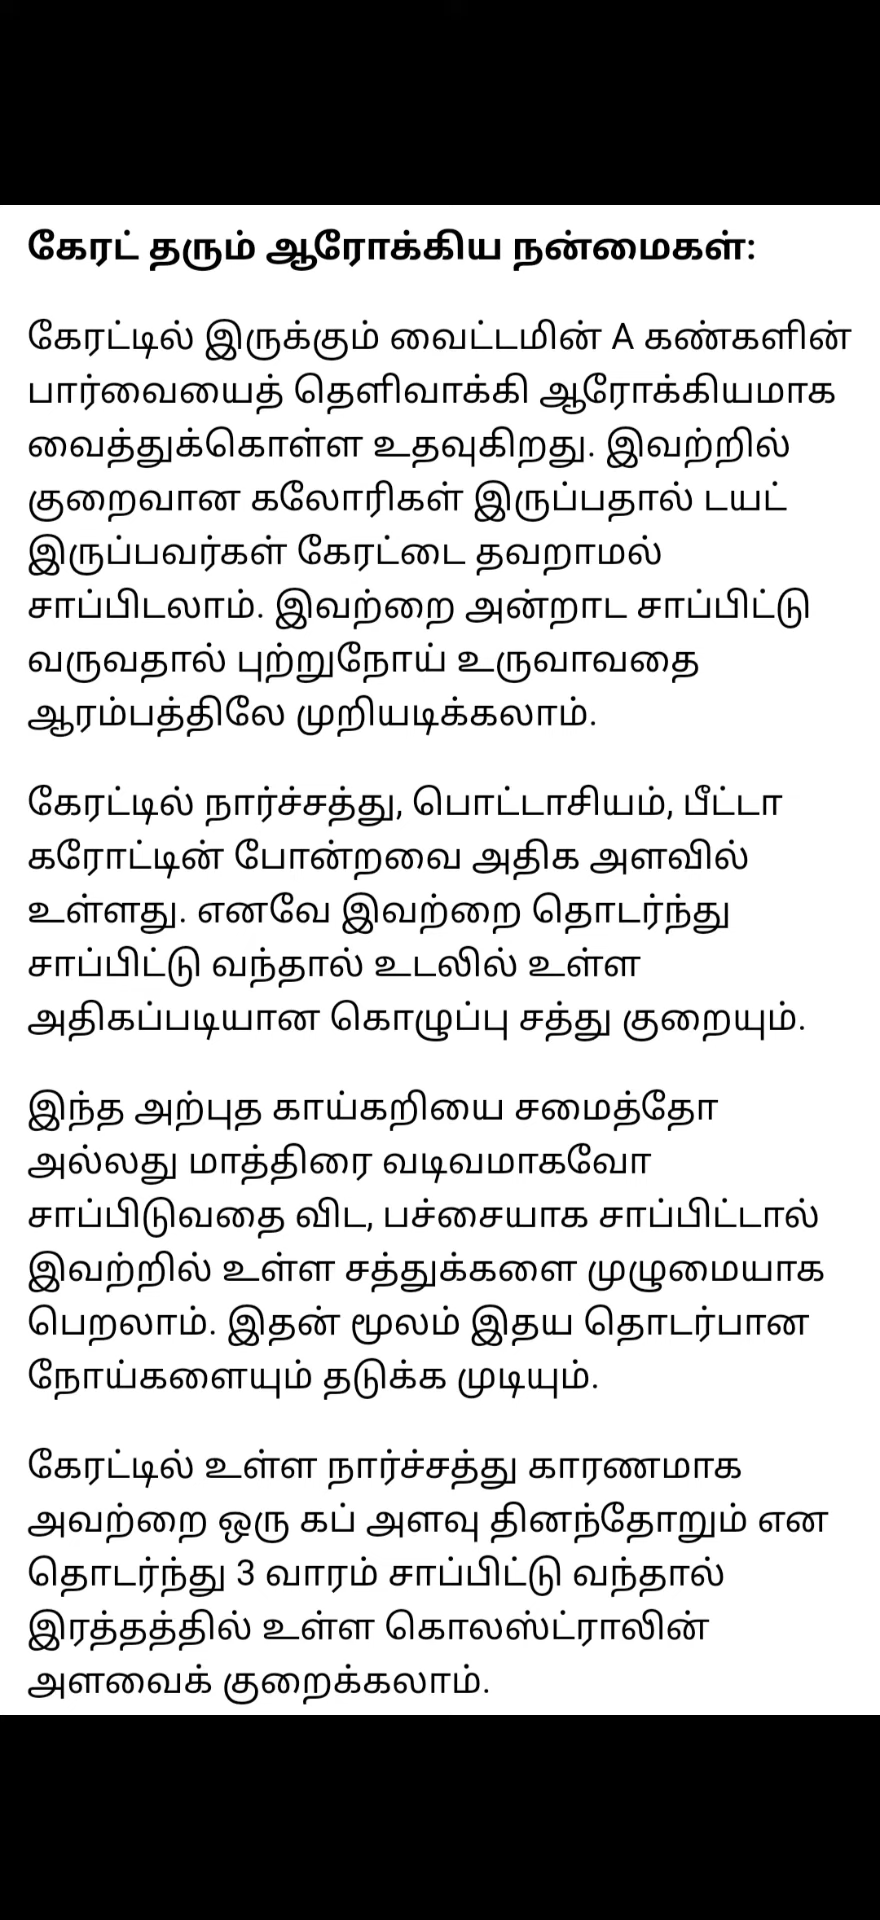 கேரட் தரும் ஆரோக்கிய நன்மைகள்:
கேரட்டில் இருக்கும் வைட்டமின் A கண்களின்
பார்வையைத் தெளிவாக்கி ஆரோக்கியமாக
வைத்துக்கொள்ள உதவுகிறது. இவற்றில்
குறைவான கலோரிகள் இருப்பதால் டயட்
இருப்பவர்கள் கேரட்டை தவறாமல்
சாப்பிடலாம். இவற்றை அன்றாட சாப்பிட்டு
வருவதால் புற்றுநோய் உருவாவதை
ஆரம்பத்திலே முறியடிக்கலாம்.
கேரட்டில் நார்ச்சத்து, பொட்டாசியம், பீட்டா
கரோட்டின் போன்றவை அதிக அளவில்
உள்ளது. எனவே இவற்றை தொடர்ந்து
சாப்பிட்டு வந்தால் உடலில் உள்ள
அதிகப்படியான கொழுப்பு சத்து குறையும்.
இந்த அற்புத காய்கறியை சமைத்தோ
அல்லது மாத்திரை வடிவமாகவோ
சாப்பிடுவதை விட, பச்சையாக சாப்பிட்டால்
இவற்றில் உள்ள சத்துக்களை முழுமையாக
பெறலாம். இதன் மூலம் இதய தொடர்பான
நோய்களையும் தடுக்க முடியும்.
கேரட்டில் உள்ள நார்ச்சத்து காரணமாக
அவற்றை ஒரு கப் அளவு தினந்தோறும் என
தொடர்ந்து 3 வாரம் சாப்பிட்டு வந்தால்
இரத்தத்தில் உள்ள கொலஸ்ட்ராலின்
அளவைக் குறைக்கலாம்.